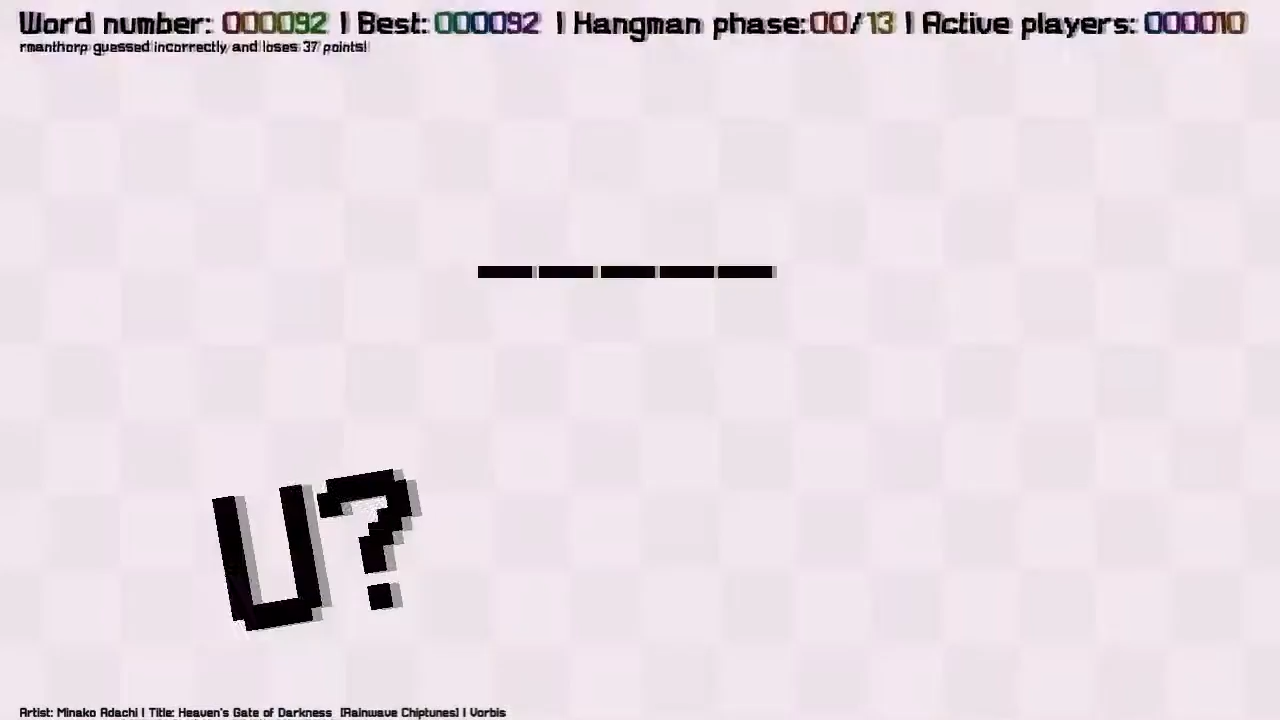 Word number: 000092 | Best: 000092 | Hangman phase:00/13 | Active players: 000010
rmanthorp guessed incorrectly and loses 37 points!
_____
U?
Artist: Minako Adachi | Title: Heaven's Gate of Darkness [Rainwave Chiptunes] | Vorbis